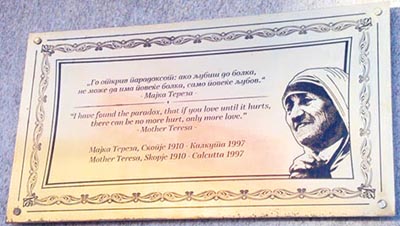 „Го открив парадоксот: ако љубиш до болка,
не може да има повеќе болка, само повеќе љубов."
- Мајка Тереза -
"I have found the paradox, that if you love until it hurts,
there can be no more hurt, only more love."
- Mother Teresa -
Мајка Тереза, Скопје 1910 - Калкута 1997
Mother Teresa, Skopje 1910 - Calcutta 1997